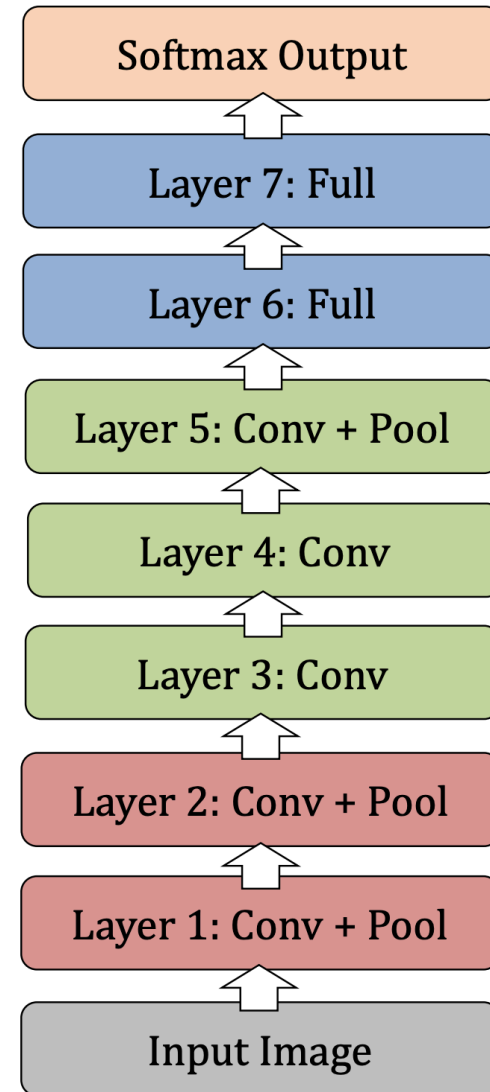 Softmax Output
Layer 7: Full
Layer 6: Full
Layer 5: Conv + Pool
Layer 4: Conv
Layer 3: Conv
Layer 2: Conv + Pool
Layer 1: Conv + Pool
Input Image